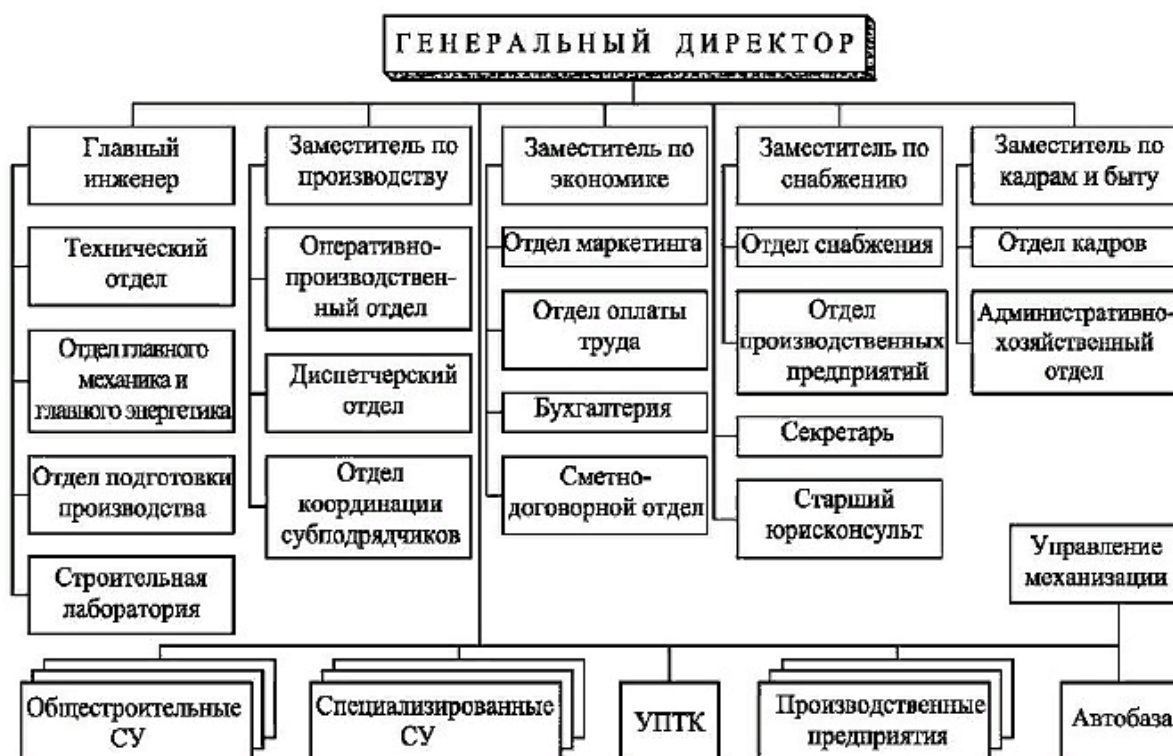 ГЕНЕРАЛЬНЫЙ ДИРЕКТОР
Главный
инженер
Заместитель по
производству
Заместитель по
экономике
Заместитель по
снабжению
Заместитель по
кадрам и быту
Технический
отдел
Оперативно-
производствен-
ный отдел
Отдел маркетинга
Отдел снабжения
Отдел кадров
Отдел главного
механика и
главного энергетика
Диспетчерский
отдел
Отдел оплаты
труда
Отдел
производственных
предприятий
Административно-
хозяйственный
отдел
Бухгалтерия
Секретарь
Отдел подготовки
производства
Отдел
координации
субподрядчиков
Сметно-
договорной отдел
Старший
юрисконсульт
Строительная
лаборатория
Управление
механизации
Общестроительные
СУ
Специализированные
СУ
УПТК
Производственные
предприятия
Автобаза